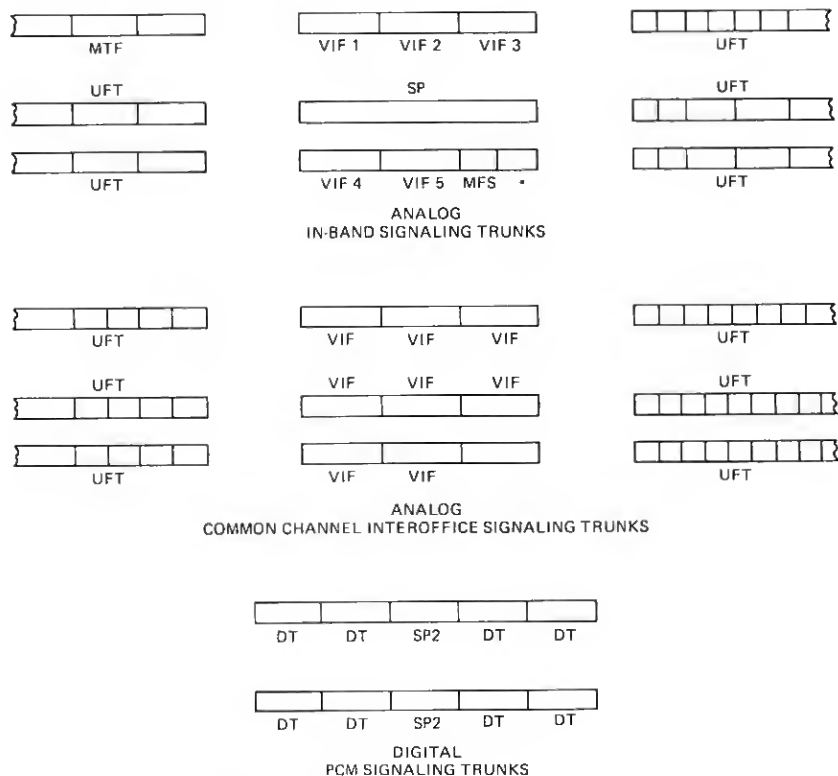 MTF VIF 1 VIF 2 VIF 3 UFT
UFT SP UFT
UFT VIF 4 VIF 5 MFS • UFT
ANALOG
IN-BAND SIGNALING TRUNKS
UFT VIF VIF VIF UFT
UFT VIF VIF VIF UFT
UFT VIF VIF UFT
ANALOG
COMMON CHANNEL INTEROFFICE SIGNALING TRUNKS
DT DT SP2 DT DT
DT DT SP2 DT DT
DIGITAL
PCM SIGNALING TRUNKS